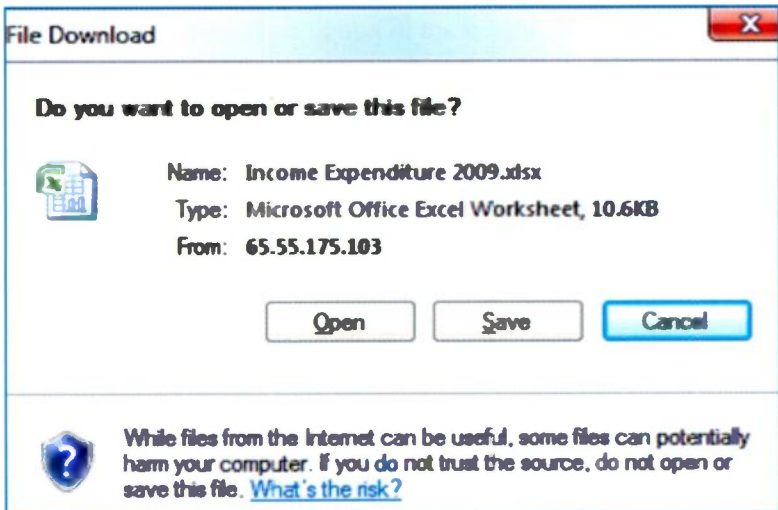 File Download
X
Do you want to open or save this file?
Name: Income Expenditure 2009.xlsx
Type: Microsoft Office Excel Worksheet, 10.6KB
From: 65.55.175.103
Open Save Cancel
While files from the Internet can be useful, some files can potentially
harm your computer. If you do not trust the source, do not open or
save this file. What's the risk?